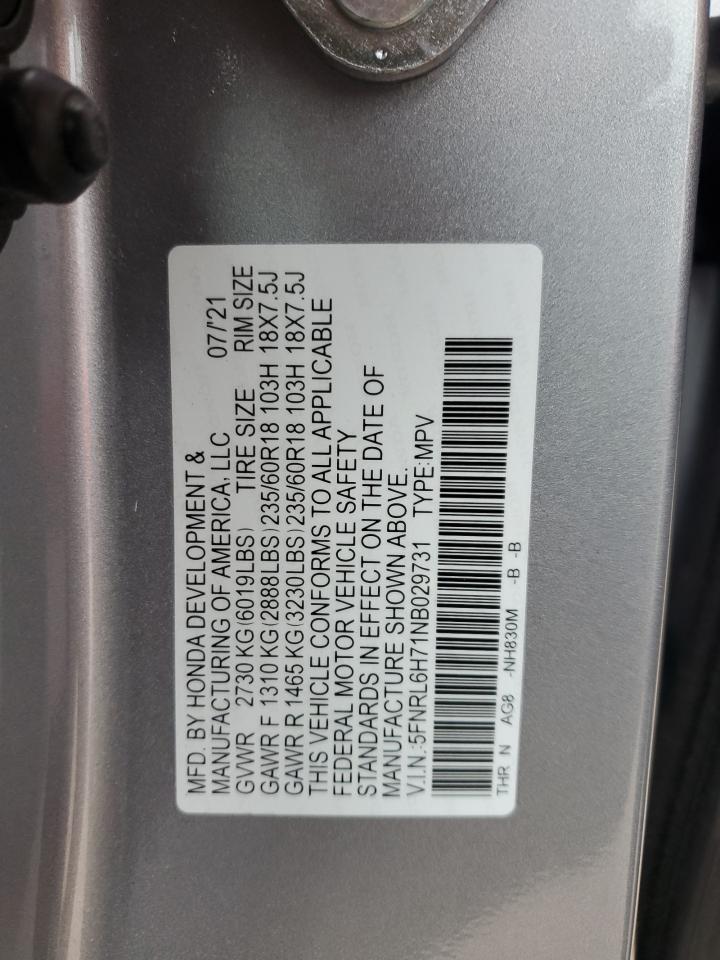 MFD. BY HONDA DEVELOPMENT &
MANUFACTURING OF AMERICA, LLC 07/'21
GVWR 2730 KG(6019LBS) TIRE SIZE RIM SIZE
GAWR F 1310 KG(2888LBS)235/60R18 103H 18X7.5J
GAWR R 1465 KG(3230LBS)235/60R18 103H 18X7.5J
THIS VEHICLE CONFORMS TO ALL APPLICABLE
FEDERAL MOTOR VEHICLE SAFETY
STANDARDS IN EFFECT ON THE DATE OF
MANUFACTURE SHOWN ABOVE.
V.I.N.:5FNRL6H71NB029731 TYPE:MPV
THR N AG8 -NH830M -B -B